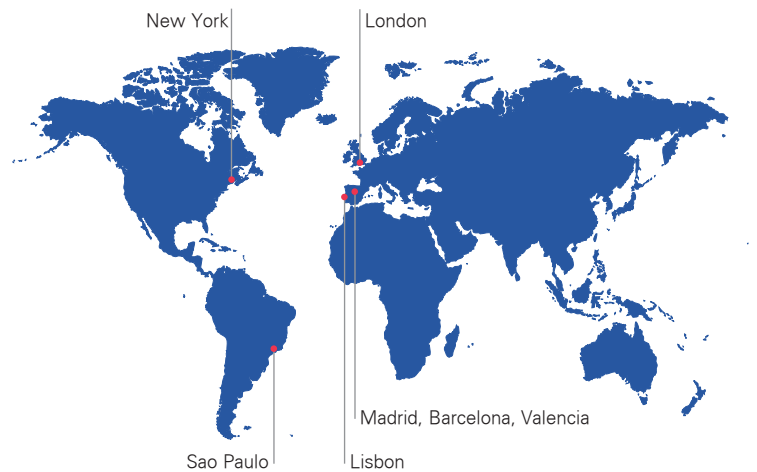 New York
London
Madrid, Barcelona, Valencia
Sao Paulo
Lisbon